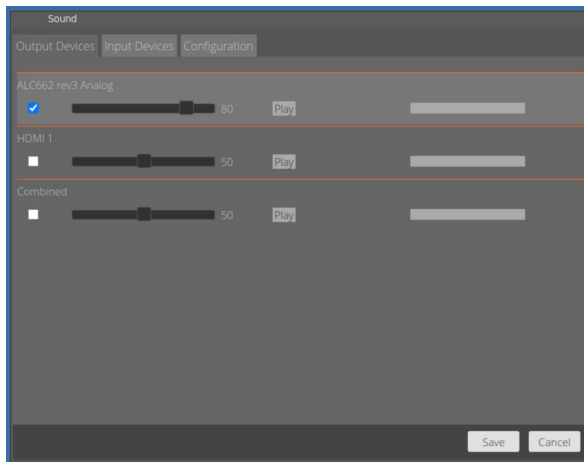 Sound
Output Devices Input Devices Configuration
ALC662 rev3 Analog
80 Play
HDMI 1
50 Play
Combined
50 Play
Save Cancel